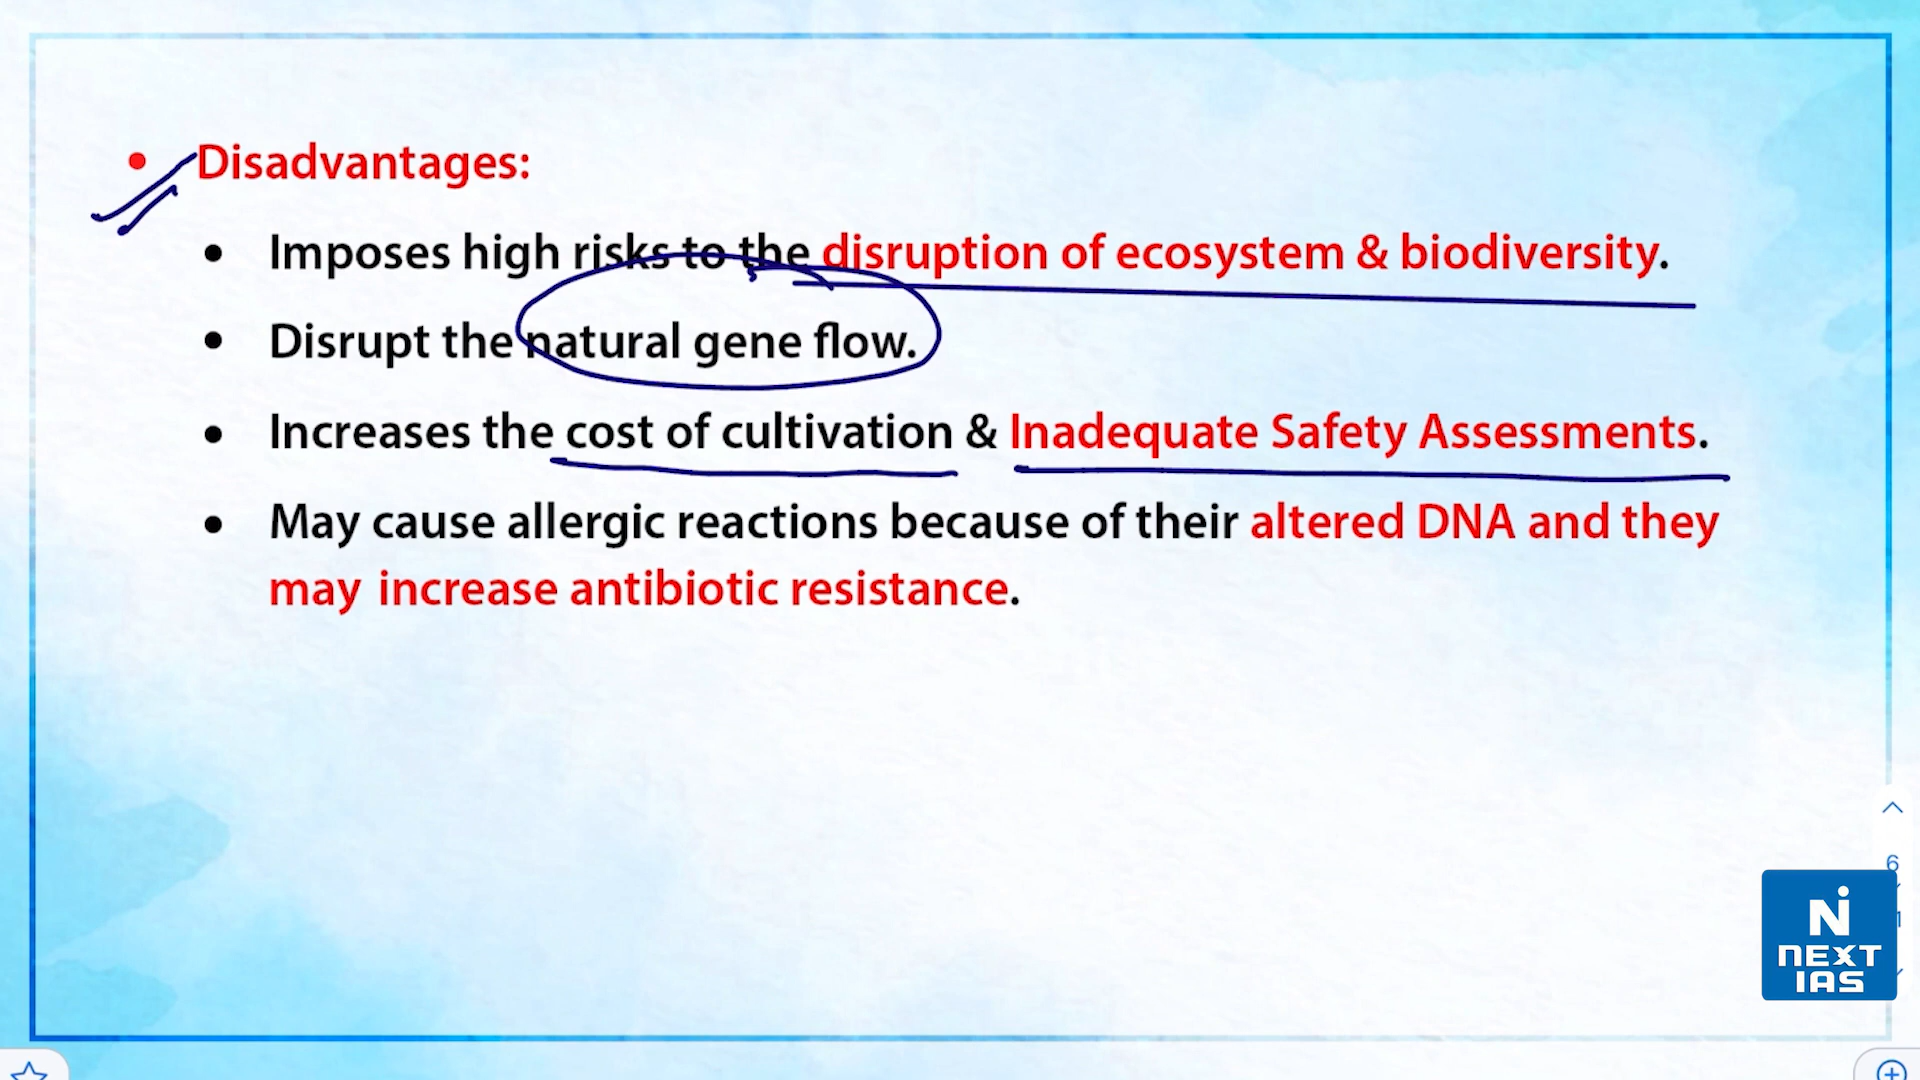 Disadvantages:
Imposes high risks to the disruption of ecosystem & biodiversity.
Disrupt the natural gene flow.
Increases the cost of cultivation & Inadequate Safety Assessments.
May cause allergic reactions because of their altered DNA and they
may increase antibiotic resistance.
6
NEXT
IAS